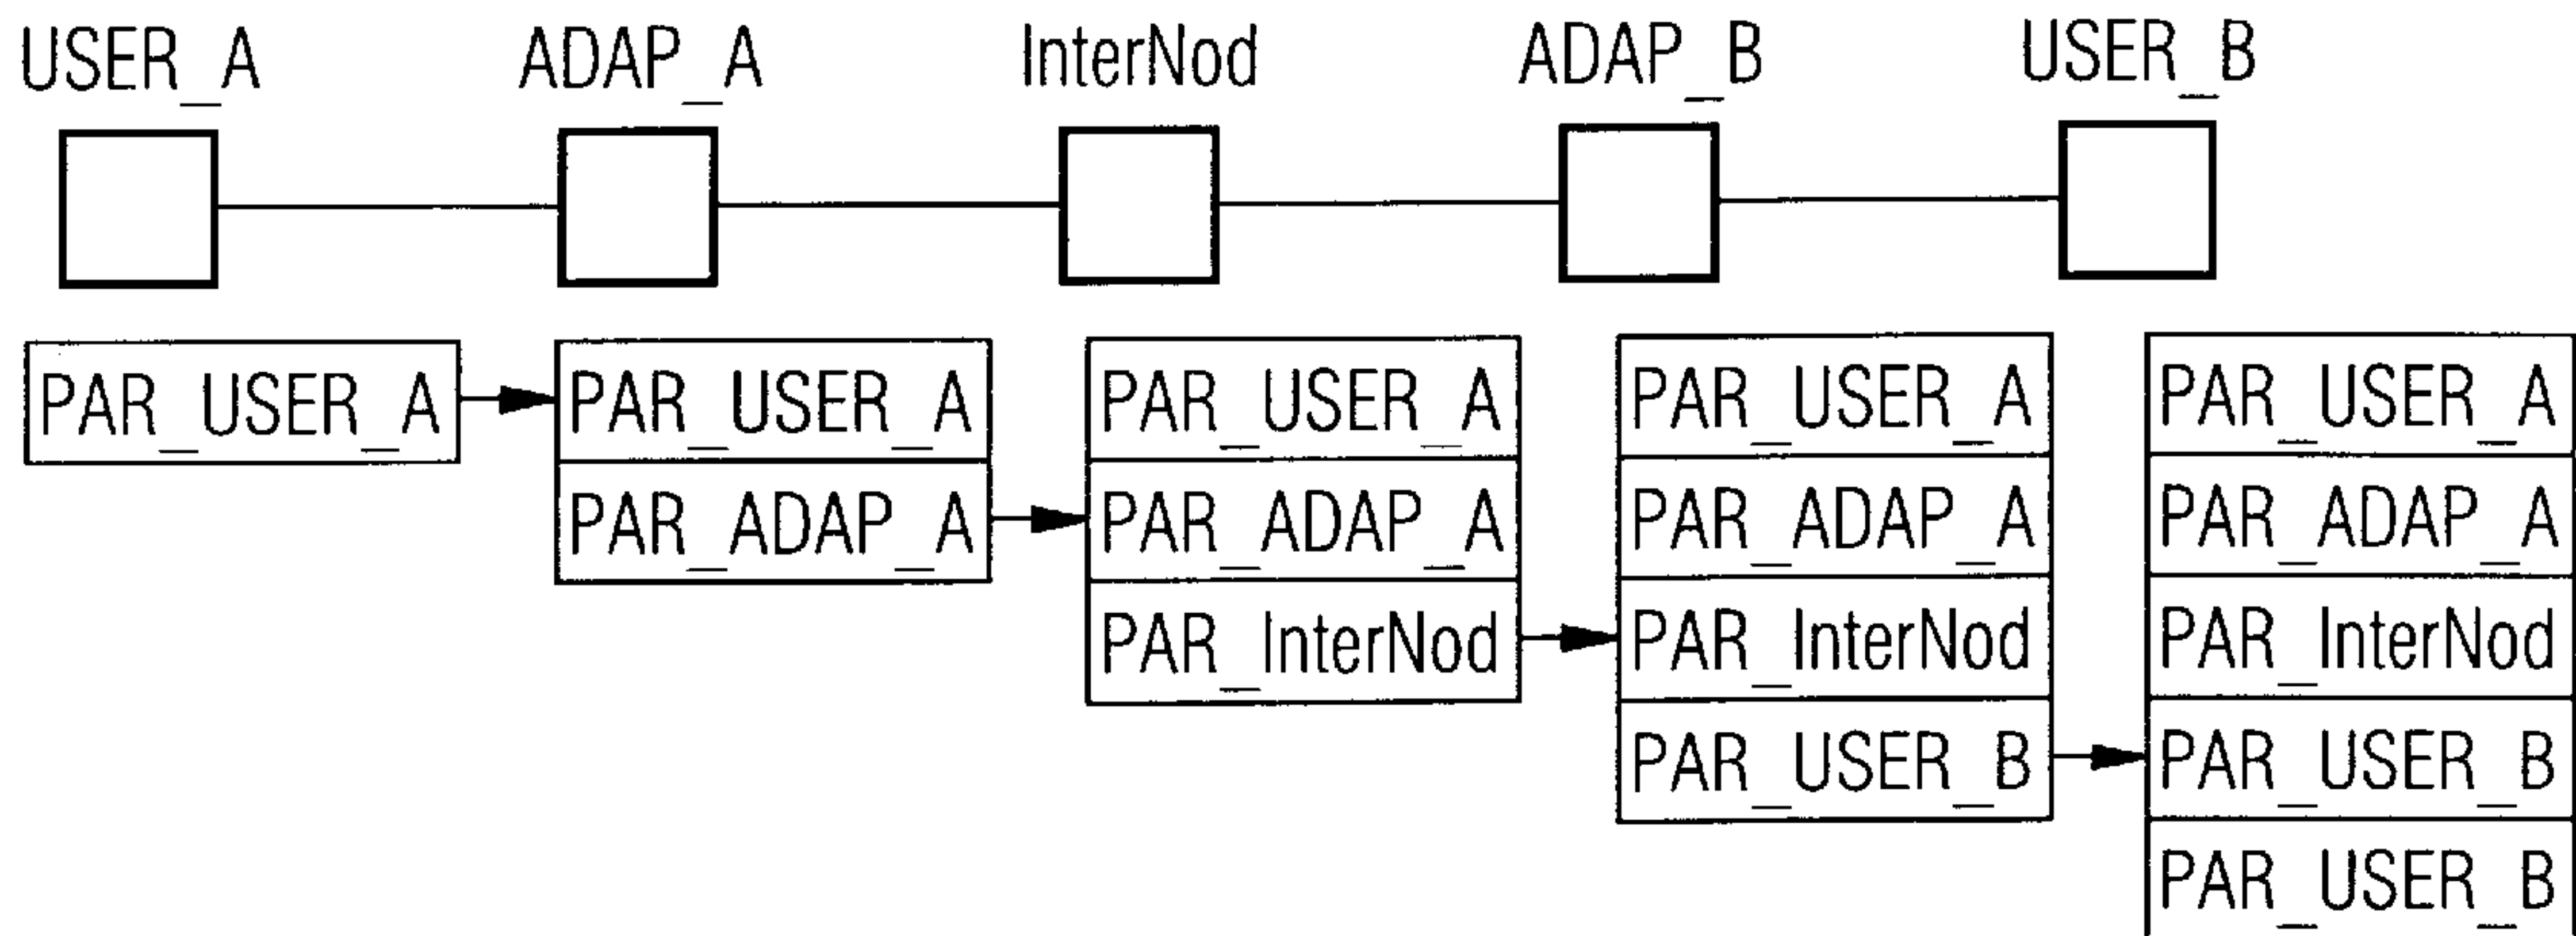 USER_A ADAP_A InterNod ADAP_B USER_B
PAR_USER_A PAR_USER_A PAR_USER_A PAR_USER_A PAR_USER_A
PAR_ADAP_A PAR_ADAP_A PAR_ADAP_A PAR_ADAP_A
PAR_InterNod PAR_InterNod PAR_InterNod
PAR_USER_B PAR_USER_B
PAR_USER_B